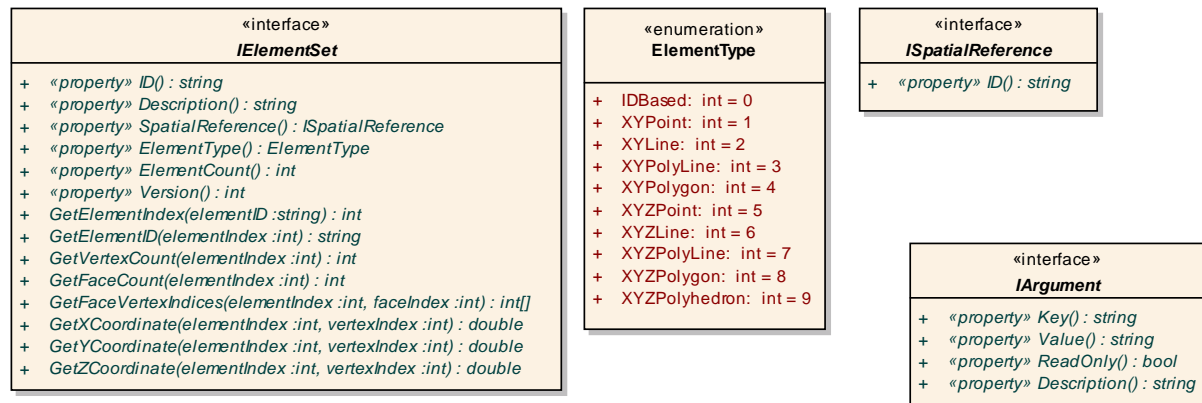 «interface»
IElementSet
+ «property» ID() : string
+ «property» Description() : string
+ «property» SpatialReference() : ISpatialReference
+ «property» ElementType() : ElementType
+ «property» ElementCount() : int
+ «property» Version() : int
+ GetElementIndex(elementID :string) : int
+ GetElementID(elementIndex :int) : string
+ GetVertexCount(elementIndex :int) : int
+ GetFaceCount(elementIndex :int) : int
+ GetFaceVertexIndices(elementIndex :int, faceIndex :int) : int[]
+ GetXCoordinate(elementIndex :int, vertexIndex :int) : double
+ GetYCoordinate(elementIndex :int, vertexIndex :int) : double
+ GetZCoordinate(elementIndex :int, vertexIndex :int) : double
«enumeration»
ElementType
+ IDBased: int = 0
+ XYPoint: int = 1
+ XYLine: int = 2
+ XYPolyLine: int = 3
+ XYPolygon: int = 4
+ XYZPoint: int = 5
+ XYZLine: int = 6
+ XYZPolyLine: int = 7
+ XYZPolygon: int = 8
+ XYZPolyhedron: int = 9
«interface»
ISpatialReference
+ «property» ID() : string
«interface»
IArgument
+ «property» Key() : string
+ «property» Value() : string
+ «property» ReadOnly() : bool
+ «property» Description() : string